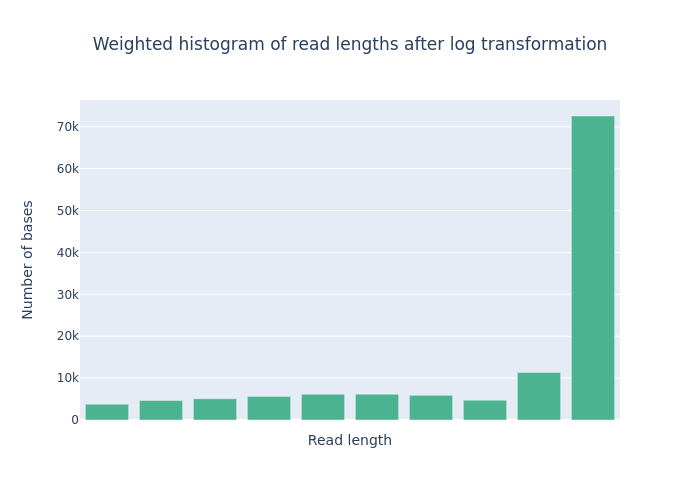 Weighted histogram of read lengths after log transformation
70k
60k
50k
40k
30k
20k
10k
0
Number of bases
Read length